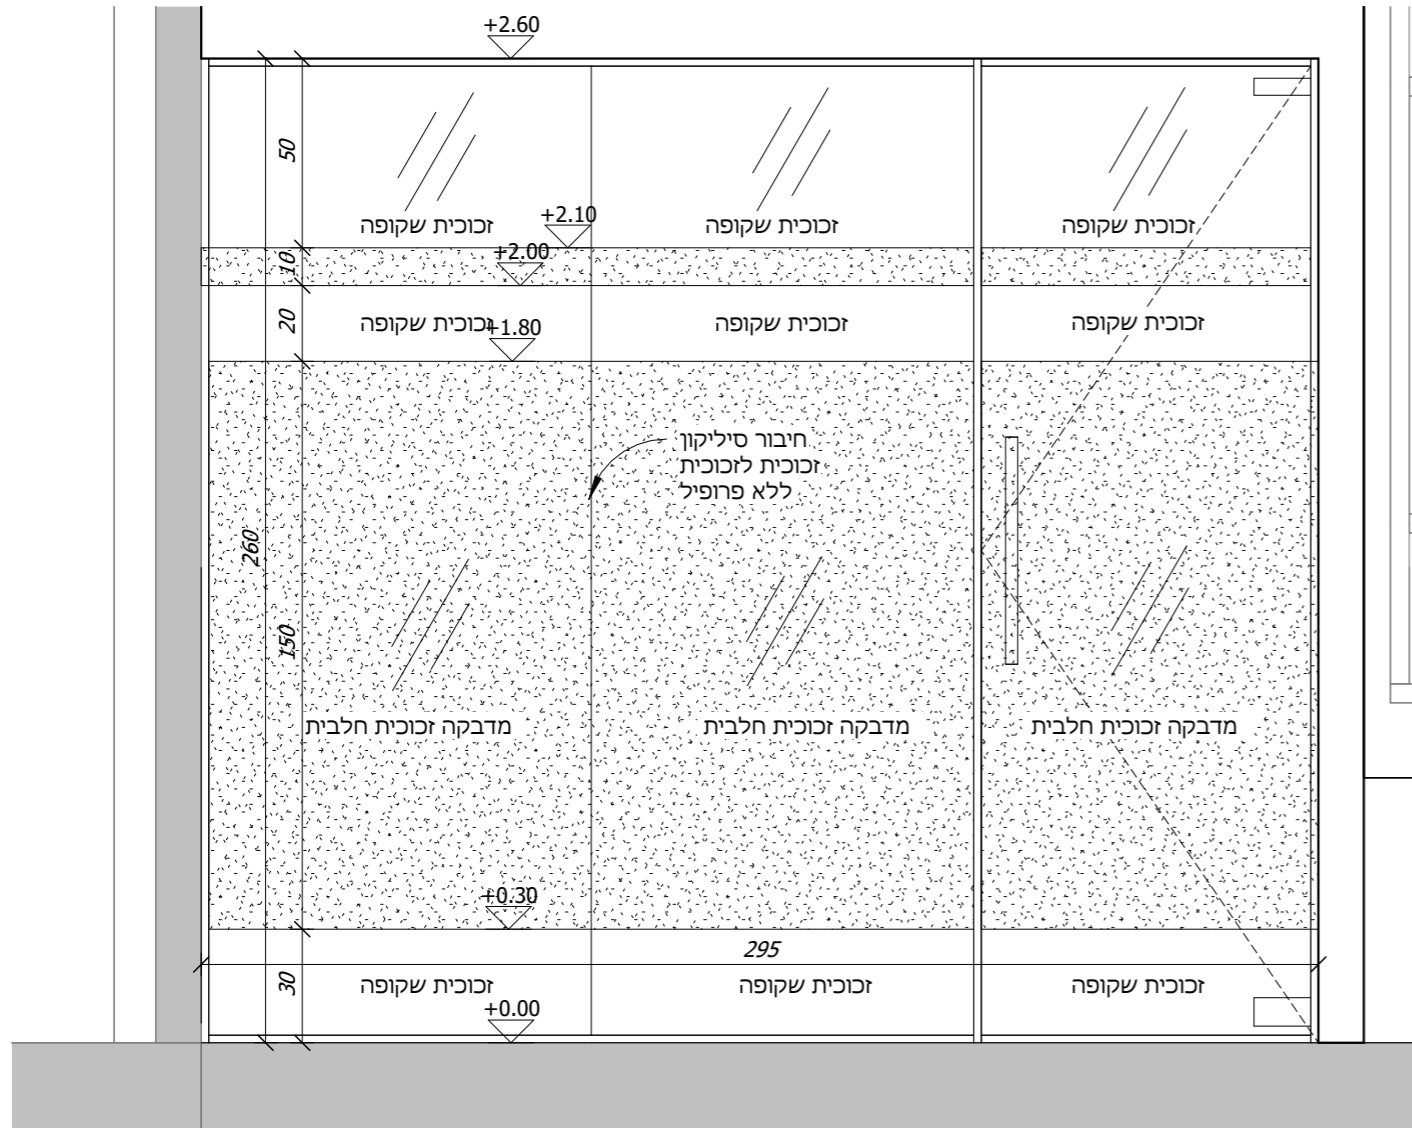 +2.60
50
זכוכית שקופה
זכוכית שקופה
זכוכית שקופה
+2.10
10
+2.00
20
זכוכית שקופה
זכוכית שקופה
זכוכית שקופה
+1.80
חיבור סיליקון
זכוכית לזכוכית
ללא פרופיל
260
150
מדבקה זכוכית חלבית
מדבקה זכוכית חלבית
מדבקה זכוכית חלבית
+0.30
295
30
זכוכית שקופה
זכוכית שקופה
זכוכית שקופה
+0.00